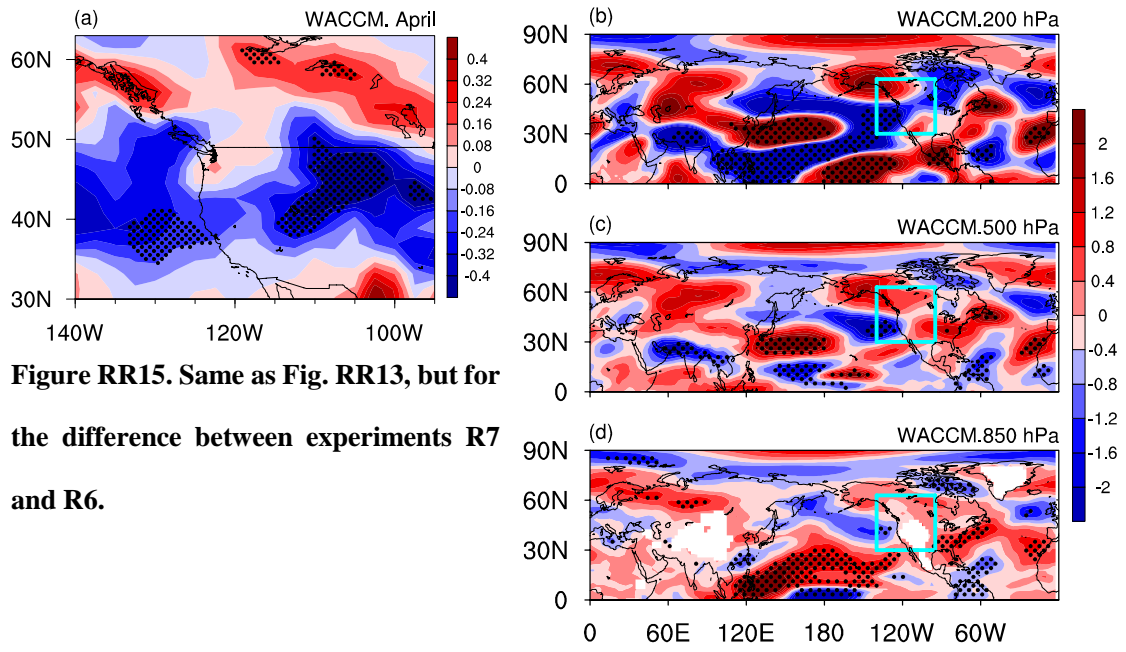 (a) WACCM. April
60N
50N
40N
30N
140W 120W 100W
0.4
0.32
0.24
0.16
0.08
0
-0.08
-0.16
-0.24
-0.32
-0.4
Figure RR15. Same as Fig. RR13, but for
the difference between experiments R7
and R6.
(b) WACCM.200 hPa
90N
60N
30N
0
(c) WACCM.500 hPa
90N
60N
30N
0
(d) WACCM.850 hPa
90N
60N
30N
0
0 60E 120E 180 120W 60W
2
1.6
1.2
0.8
0.4
0
-0.4
-0.8
-1.2
-1.6
-2